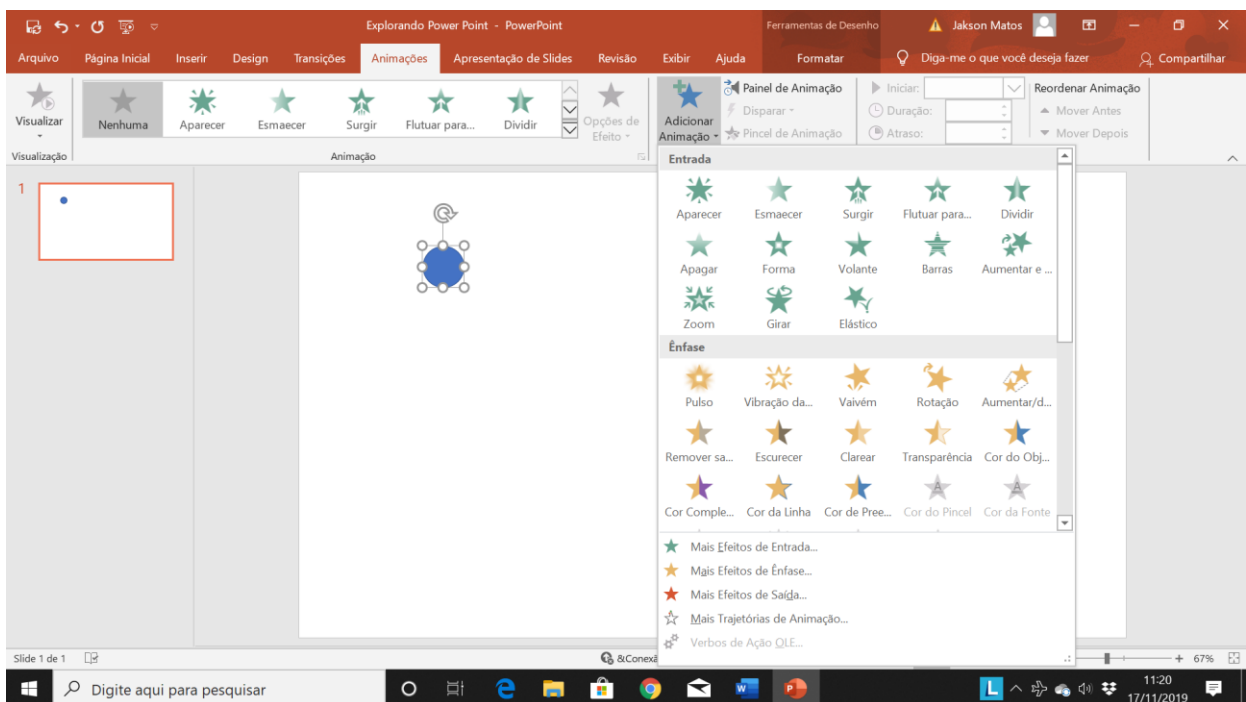 Explorando Power Point - PowerPoint
Ferramentas de Desenho
Jakson Matos
Arquivo
Página Inicial
Inserir
Design
Transições
Animações
Apresentação de Slides
Revisão
Exibir
Ajuda
Formatar
Diga-me o que você deseja fazer
Compartilhar
Visualizar
Visualização
Nenhuma
Aparecer
Esmaecer
Surgir
Flutuar para...
Dividir
Animação
Opções de
Efeito
Adicionar
Animação
Painel de Animação
Disparar
Pincel de Animação
Iniciar:
Duração:
Atraso:
Reordenar Animação
Mover Antes
Mover Depois
1
Entrada
Aparecer Esmaecer Surgir Flutuar para... Dividir
Apagar Forma Volante Barras Aumentar e ...
Zoom Girar Elástico
Ênfase
Pulso Vibração da... Vaivém Rotação Aumentar/d...
Remover sa... Escurecer Clarear Transparência Cor do Obj...
Cor Comple... Cor da Linha Cor de Pree... Cor do Pincel Cor da Fonte
Mais Efeitos de Entrada...
Mais Efeitos de Ênfase...
Mais Efeitos de Saída...
Mais Trajetórias de Animação...
Verbos de Ação OLE...
Slide 1 de 1
67%
Digite aqui para pesquisar
L
11:20
17/11/2019